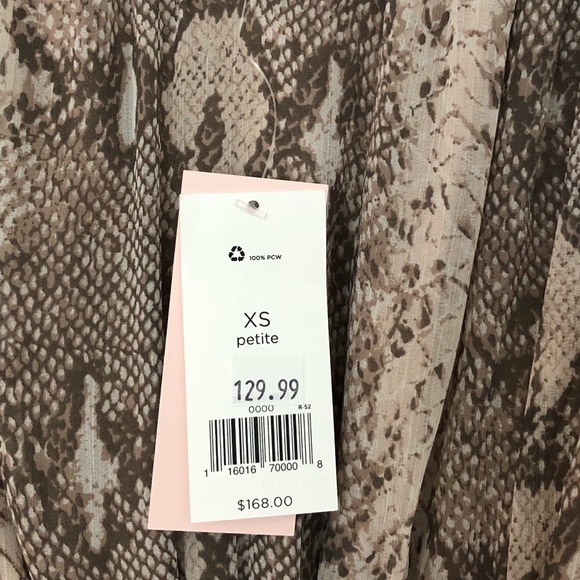 100% PCW
XS
petite
129.99
0000 R-52
1 16016 70000 8
$168.00